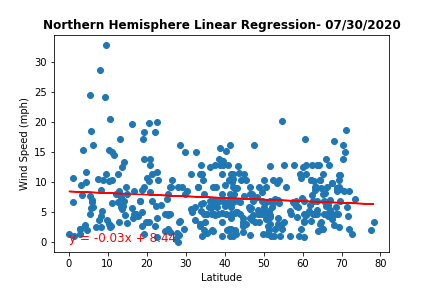 Northern Hemisphere Linear Regression- 07/30/2020
Wind Speed (mph)
30
25
20
15
10
5
0
y = -0.03x + 8.44
0 10 20 30 40 50 60 70 80
Latitude